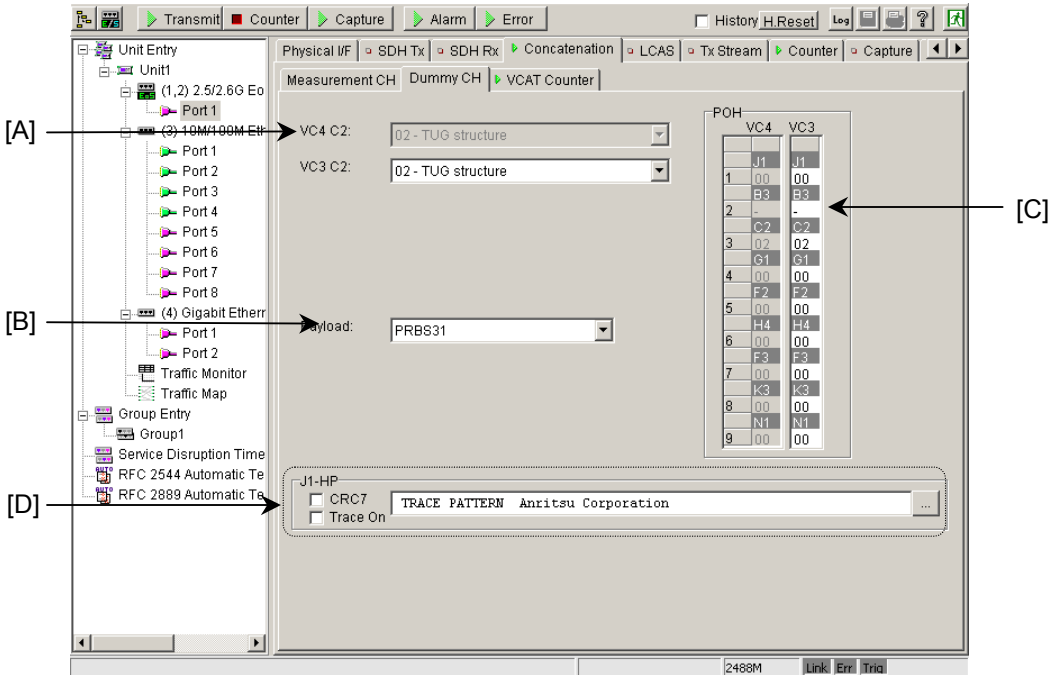 Transmit Counter Capture Alarm Error History H.Reset Log
Unit Entry
Unit1
(1,2) 2.5/2.6G Eo
Port 1
(3) 10M/100M Eth
Port 1
Port 2
Port 3
Port 4
Port 5
Port 6
Port 7
Port 8
(4) Gigabit Etherr
Port 1
Port 2
Traffic Monitor
Traffic Map
Group Entry
Group1
Service Disruption Time
RFC 2544 Automatic Te
RFC 2889 Automatic Te
Physical I/F SDH Tx SDH Rx Concatenation LCAS Tx Stream Counter Capture
Measurement CH Dummy CH VCAT Counter
[A]
VC4 C2: 02 - TUG structure
VC3 C2: 02 - TUG structure
[B]
Payload: PRBS31
POH
VC4 VC3
J1 J1
1 00 00
B3 B3
2 - -
C2 C2
3 02 02
G1 G1
4 00 00
F2 F2
5 00 00
H4 H4
6 00 00
F3 F3
7 00 00
K3 K3
8 00 00
N1 N1
9 00 00
[C]
[D]
J1-HP
CRC7
Trace On
TRACE PATTERN Anritsu Corporation ...
2488M Link Err Trig